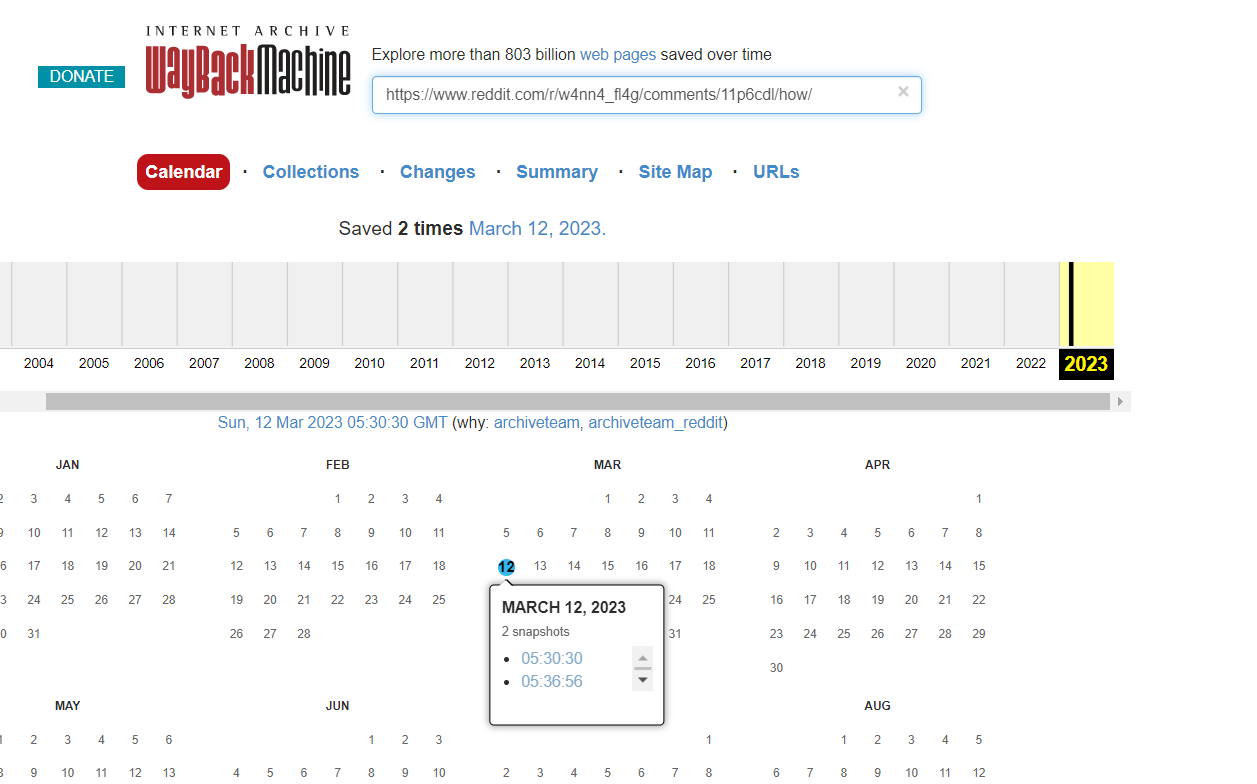 INTERNET ARCHIVE
WayBackMachine
DONATE
Explore more than 803 billion web pages saved over time
https://www.reddit.com/r/w4nn4_fl4g/comments/11p6cdl/how/ ×
Calendar · Collections · Changes · Summary · Site Map · URLs
Saved 2 times March 12, 2023.
2004 2005 2006 2007 2008 2009 2010 2011 2012 2013 2014 2015 2016 2017 2018 2019 2020 2021 2022 2023
Sun, 12 Mar 2023 05:30:30 GMT (why: archiveteam, archiveteam_reddit)
JAN
2 3 4 5 6 7
9 10 11 12 13 14
6 17 18 19 20 21
3 24 25 26 27 28
0 31
FEB
1 2 3 4
5 6 7 8 9 10 11
12 13 14 15 16 17 18
19 20 21 22 23 24 25
26 27 28
MAR
1 2 3 4
5 6 7 8 9 10 11
12 13 14 15 16 17 18
24 25
31
MARCH 12, 2023
2 snapshots
• 05:30:30
• 05:36:56
APR
1
2 3 4 5 6 7 8
9 10 11 12 13 14 15
16 17 18 19 20 21 22
23 24 25 26 27 28 29
30
MAY
1 2 3 4 5 6
8 9 10 11 12 13
JUN
1 2 3
4 5 6 7 8 9 10
1
2 3 4 5 6 7 8
AUG
1 2 3 4 5
6 7 8 9 10 11 12